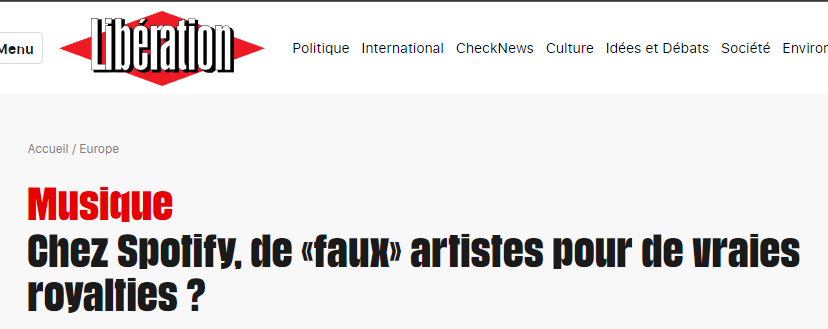 Menu
Libération
Politique International CheckNews Culture Idées et Débats Société Environ
Accueil / Europe
Musique
Chez Spotify, de «faux» artistes pour de vraies
royalties ?